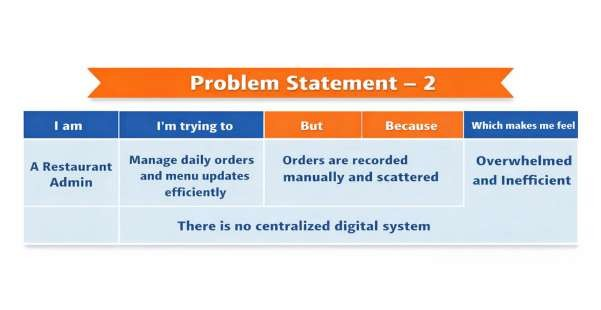 Problem Statement – 2
I am
I'm trying to
But
Because
Which makes me feel
A Restaurant
Admin
Manage daily orders
and menu updates
efficiently
Orders are recorded
manually and scattered
Overwhelmed
and Inefficient
There is no centralized digital system